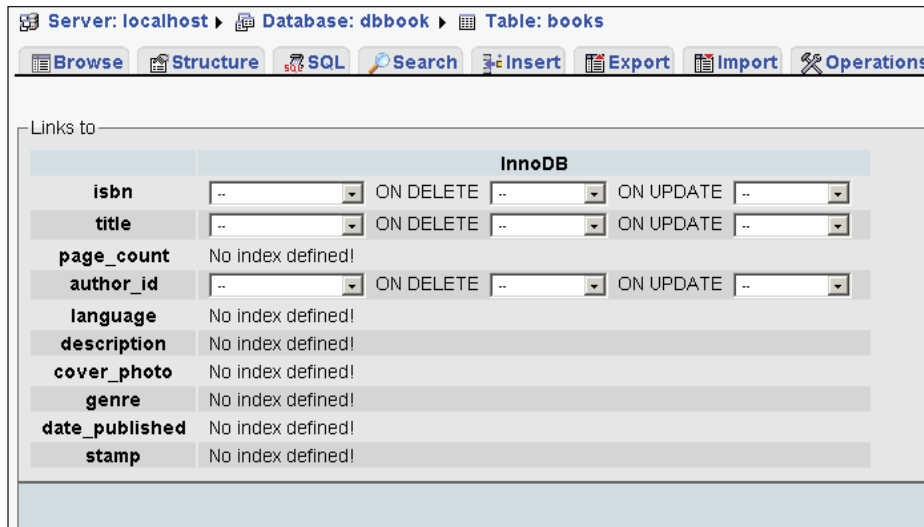 Server: localhost ▸ Database: dbbook ▸ Table: books
Browse Structure SQL Search Insert Export Import Operations
Links to
InnoDB
isbn -- ON DELETE -- ON UPDATE --
title -- ON DELETE -- ON UPDATE --
page_count No index defined!
author_id -- ON DELETE -- ON UPDATE --
language No index defined!
description No index defined!
cover_photo No index defined!
genre No index defined!
date_published No index defined!
stamp No index defined!